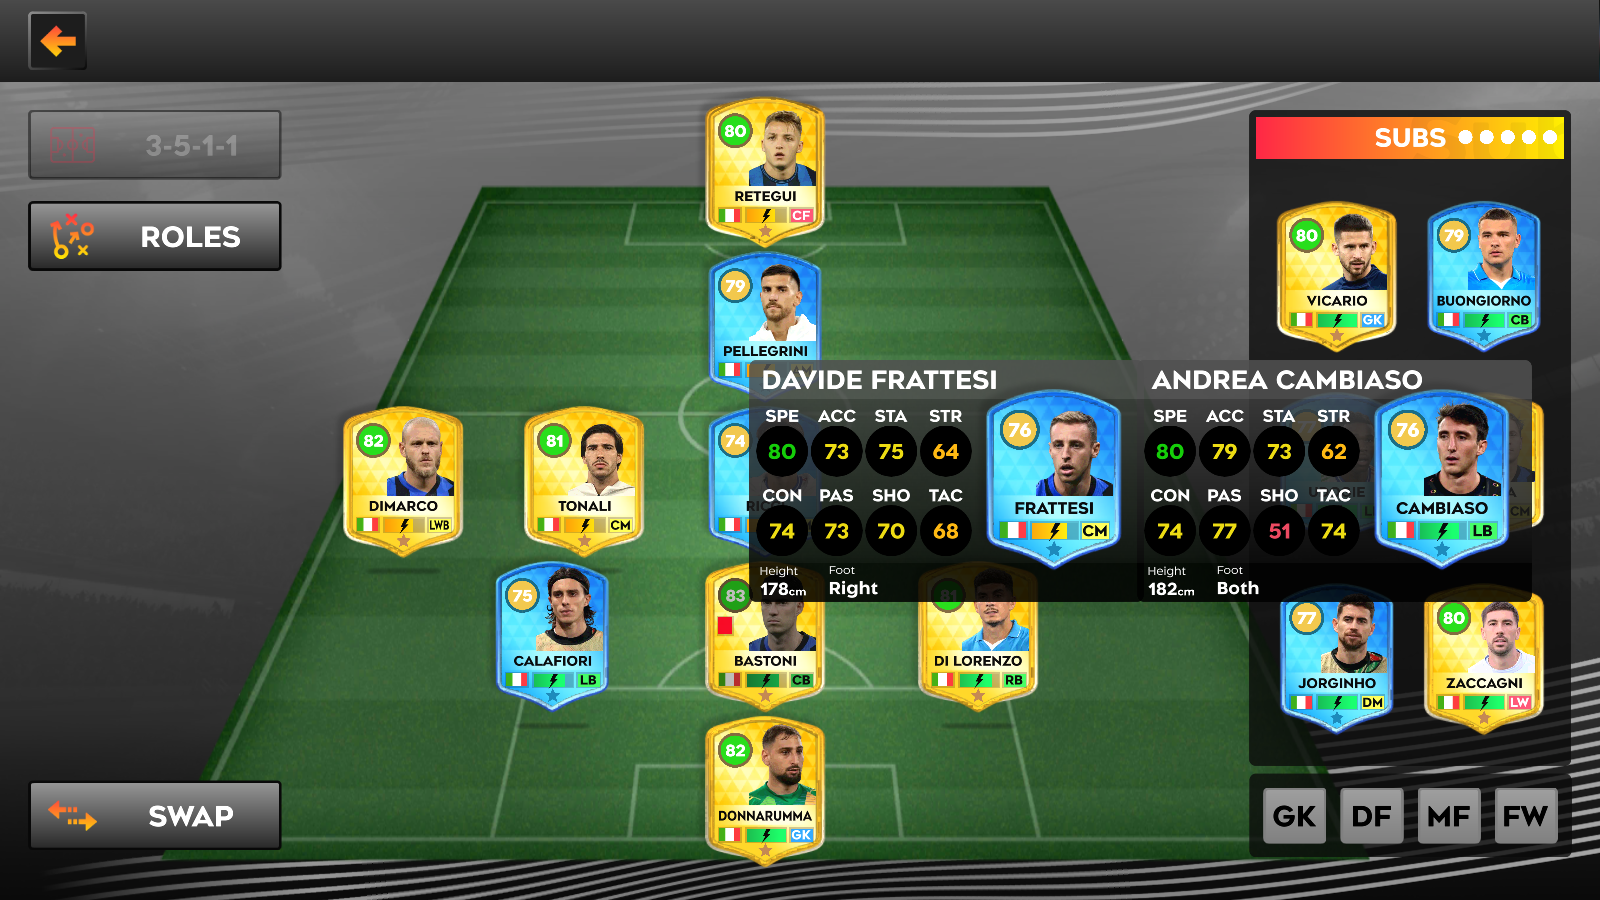 3-5-1-1
ROLES
SWAP
80
RETEGUI
CF
79
PELLEGRINI
82
DIMARCO
LWB
81
TONALI
CM
74
75
CALAFIORI
LB
83
BASTONI
CB
81
DI LORENZO
RB
82
DONNARUMMA
GK
DAVIDE FRATTESI
SPE ACC STA STR
80 73 75 64
CON PAS SHO TAC
74 73 70 68
Height Foot
178cm Right
76
FRATTESI
CM
ANDREA CAMBIASO
SPE ACC STA STR
80 79 73 62
CON PAS SHO TAC
74 77 51 74
Height Foot
182cm Both
76
CAMBIASO
LB
SUBS
80
VICARIO
GK
79
BUONGIORNO
CB
77
JORGINHO
DM
80
ZACCAGNI
LW
GK DF MF FW